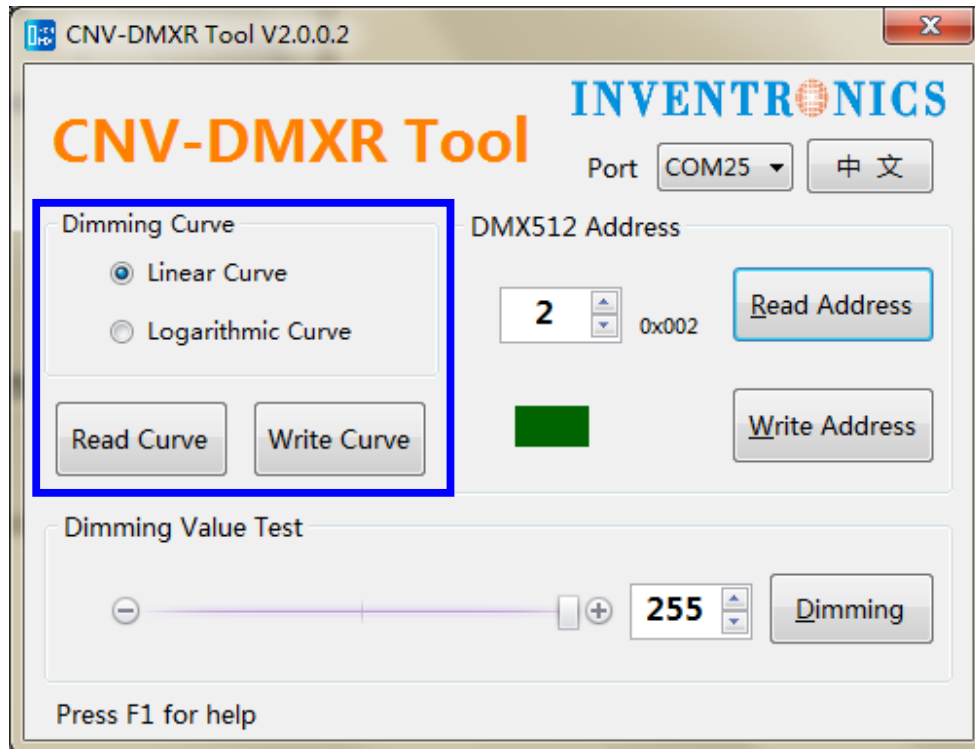 CNV-DMXR Tool V2.0.0.2
INVENTRONICS
CNV-DMXR Tool
Port COM25 中 文
Dimming Curve
Linear Curve
Logarithmic Curve
Read Curve Write Curve
DMX512 Address
2 0x002 Read Address
Write Address
Dimming Value Test
255 Dimming
Press F1 for help